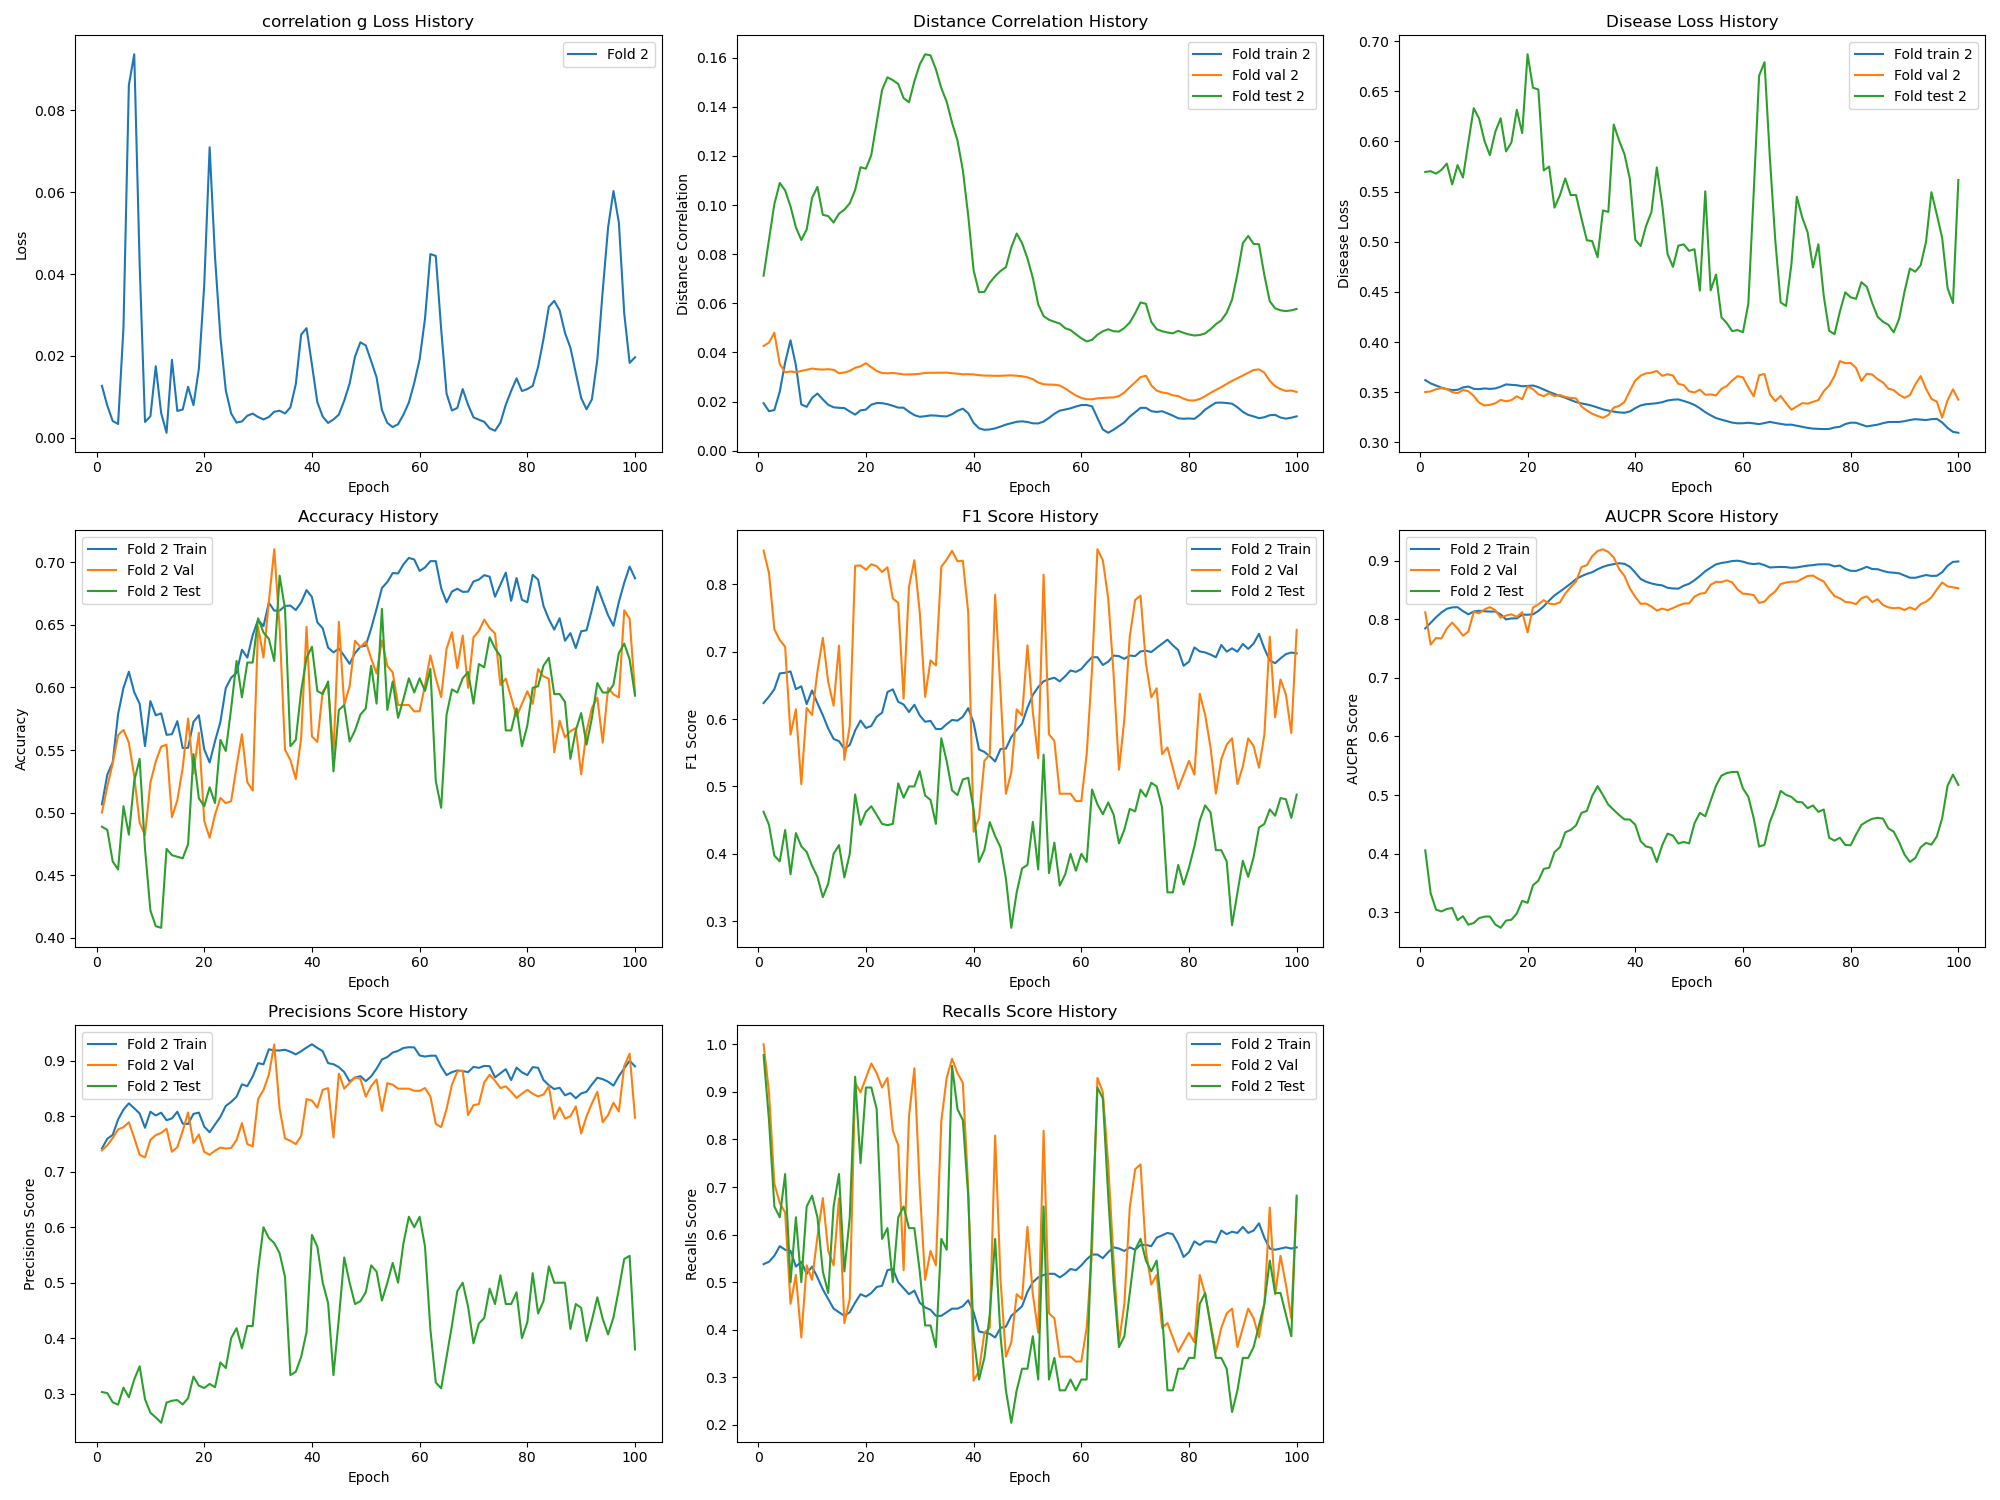 correlation g Loss History
Loss
0.08
0.06
0.04
0.02
0.00
0 20 40 60 80 100
Epoch
Fold 2
Distance Correlation History
Distance Correlation
0.16
0.14
0.12
0.10
0.08
0.06
0.04
0.02
0.00
0 20 40 60 80 100
Epoch
Fold train 2
Fold val 2
Fold test 2
Disease Loss History
Disease Loss
0.70
0.65
0.60
0.55
0.50
0.45
0.40
0.35
0.30
0 20 40 60 80 100
Epoch
Fold train 2
Fold val 2
Fold test 2
Accuracy History
Accuracy
0.70
0.65
0.60
0.55
0.50
0.45
0.40
0 20 40 60 80 100
Epoch
Fold 2 Train
Fold 2 Val
Fold 2 Test
F1 Score History
F1 Score
0.8
0.7
0.6
0.5
0.4
0.3
0 20 40 60 80 100
Epoch
Fold 2 Train
Fold 2 Val
Fold 2 Test
AUCPR Score History
AUCPR Score
0.9
0.8
0.7
0.6
0.5
0.4
0.3
0 20 40 60 80 100
Epoch
Fold 2 Train
Fold 2 Val
Fold 2 Test
Precisions Score History
Precisions Score
0.9
0.8
0.7
0.6
0.5
0.4
0.3
0 20 40 60 80 100
Epoch
Fold 2 Train
Fold 2 Val
Fold 2 Test
Recalls Score History
Recalls Score
1.0
0.9
0.8
0.7
0.6
0.5
0.4
0.3
0.2
0 20 40 60 80 100
Epoch
Fold 2 Train
Fold 2 Val
Fold 2 Test